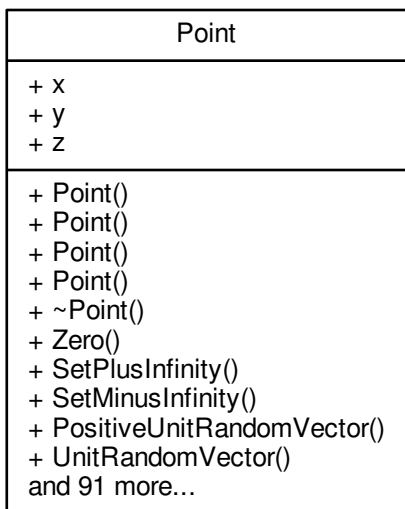 Point
+ x
+ y
+ z
+ Point()
+ Point()
+ Point()
+ Point()
+ ~Point()
+ Zero()
+ SetPlusInfinity()
+ SetMinusInfinity()
+ PositiveUnitRandomVector()
+ UnitRandomVector()
and 91 more...